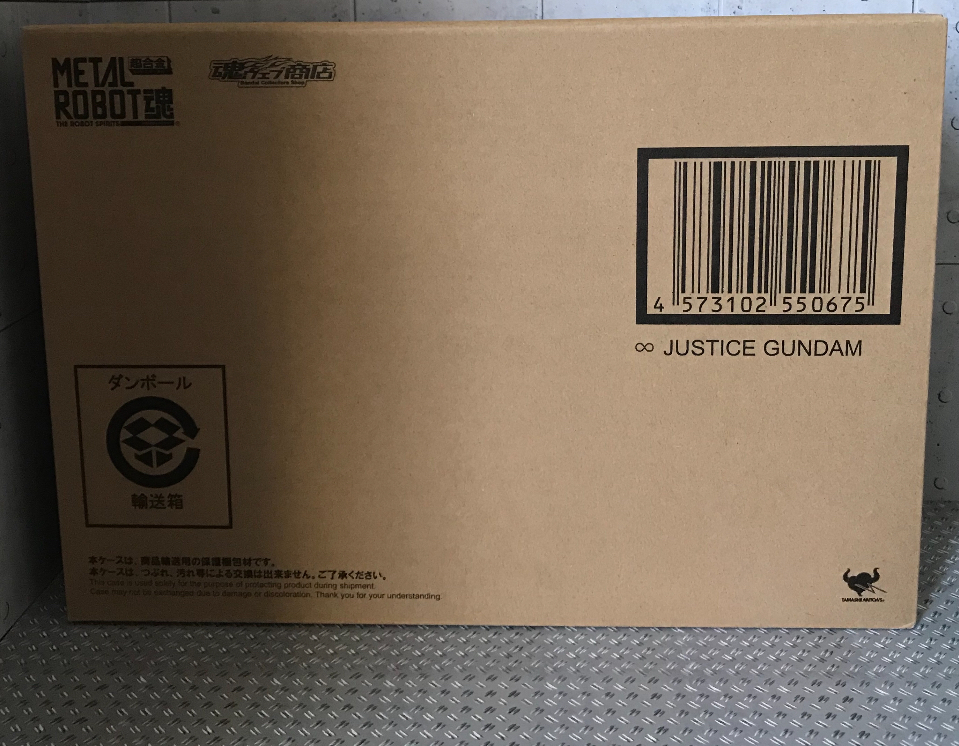 METAL
超合金
ROBOT魂
THE ROBOT SPIRITS
魂ウェブ商店
Special Collectors Shop
4 573102 550675
∞ JUSTICE GUNDAM
ダンボール
輸送箱
本ケースは、商品輸送用の保護梱包材です。
本ケースは、つぶれ、汚れ等による交換は出来ません。ご了承ください。
This case is used solely for the purpose of protecting product during shipment.
Case may not be exchanges due to damage or discoloration. Thank you for your understanding.
TAMASHII NATIONS